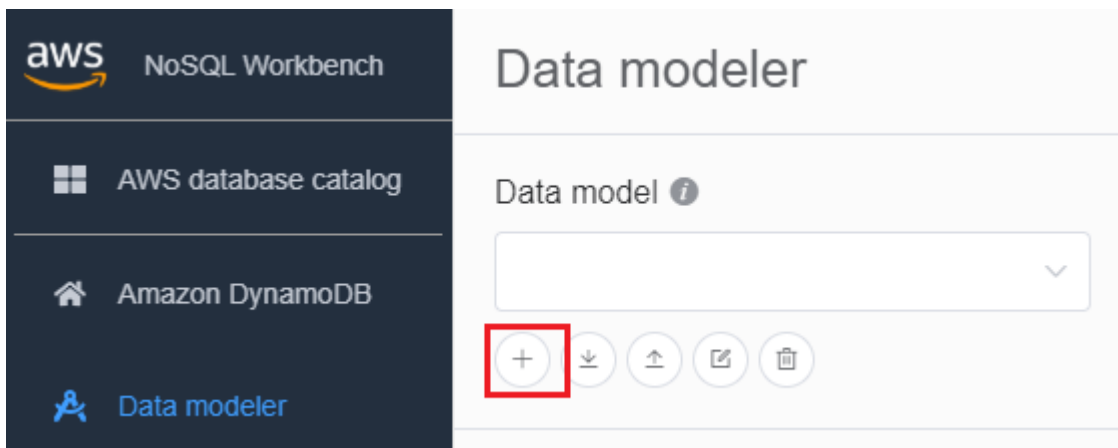 aws
NoSQL Workbench
AWS database catalog
Amazon DynamoDB
Data modeler
Data modeler
Data model